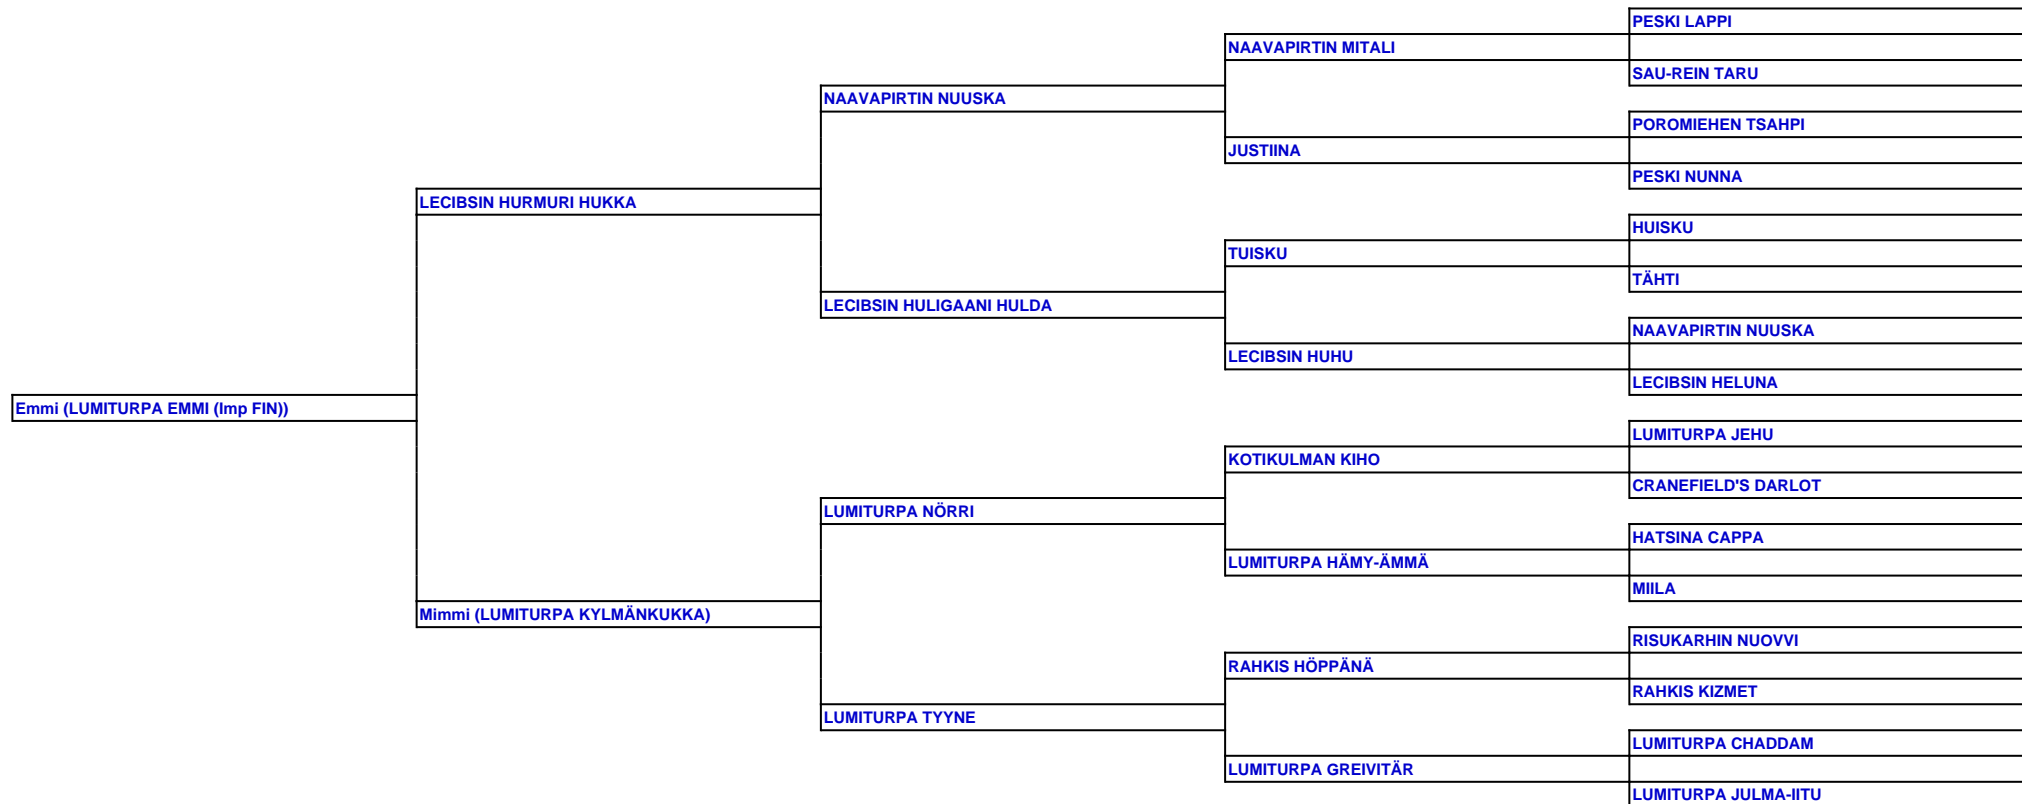 PESKI LAPPI
NAAVAPIRTIN MITALI
SAU-REIN TARU
NAAVAPIRTIN NUUSKA
POROMIEHEN TSAHPI
JUSTIINA
PESKI NUNNA
LECIBSIN HURMURI HUKKA
HUISKU
TUISKU
TÄHTI
LECIBSIN HULIGAANI HULDA
NAAVAPIRTIN NUUSKA
LECIBSIN HUHU
LECIBSIN HELUNA
Emmi (LUMITURPA EMMI (Imp FIN))
LUMITURPA JEHU
KOTIKULMAN KIHO
CRANEFIELD'S DARLOT
LUMITURPA NÖRRI
HATSINA CAPPA
LUMITURPA HÄMY-ÄMMÄ
MIILA
Mimmi (LUMITURPA KYLMÄNKUKKA)
RISUKARHIN NUOVVI
RAHKIS HÖPPÄNÄ
RAHKIS KIZMET
LUMITURPA TYYNE
LUMITURPA CHADDAM
LUMITURPA GREIVITÄR
LUMITURPA JULMA-IITU